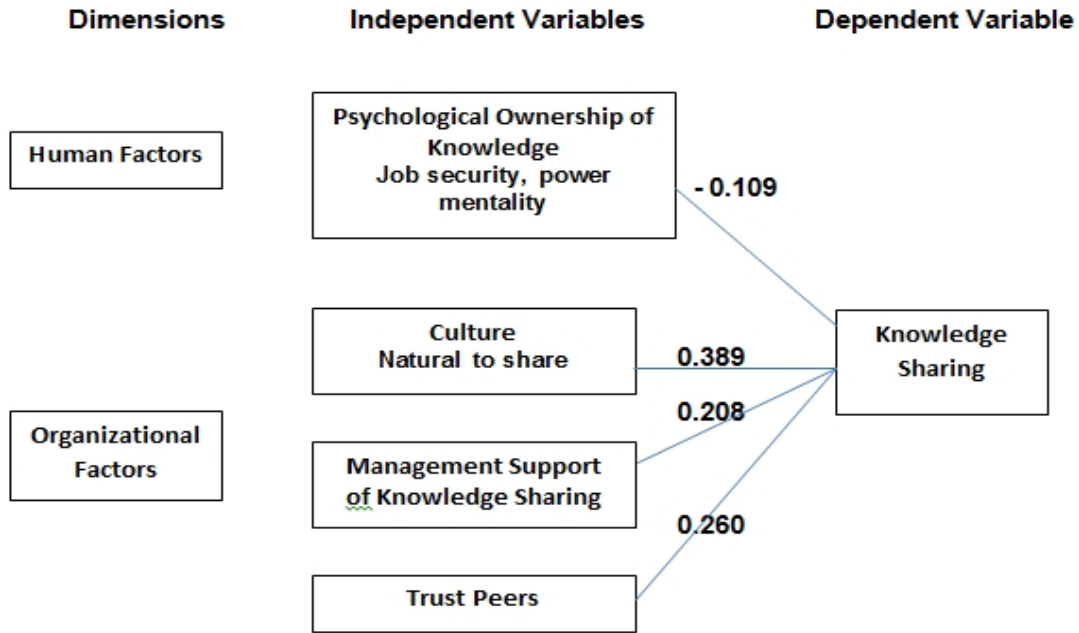 Dimensions
Independent Variables
Dependent Variable
Human Factors
Psychological Ownership of
Knowledge
Job security, power
mentality
- 0.109
Culture
Natural to share
0.389
Knowledge
Sharing
Organizational
Factors
0.208
Management Support
of Knowledge Sharing
0.260
Trust Peers